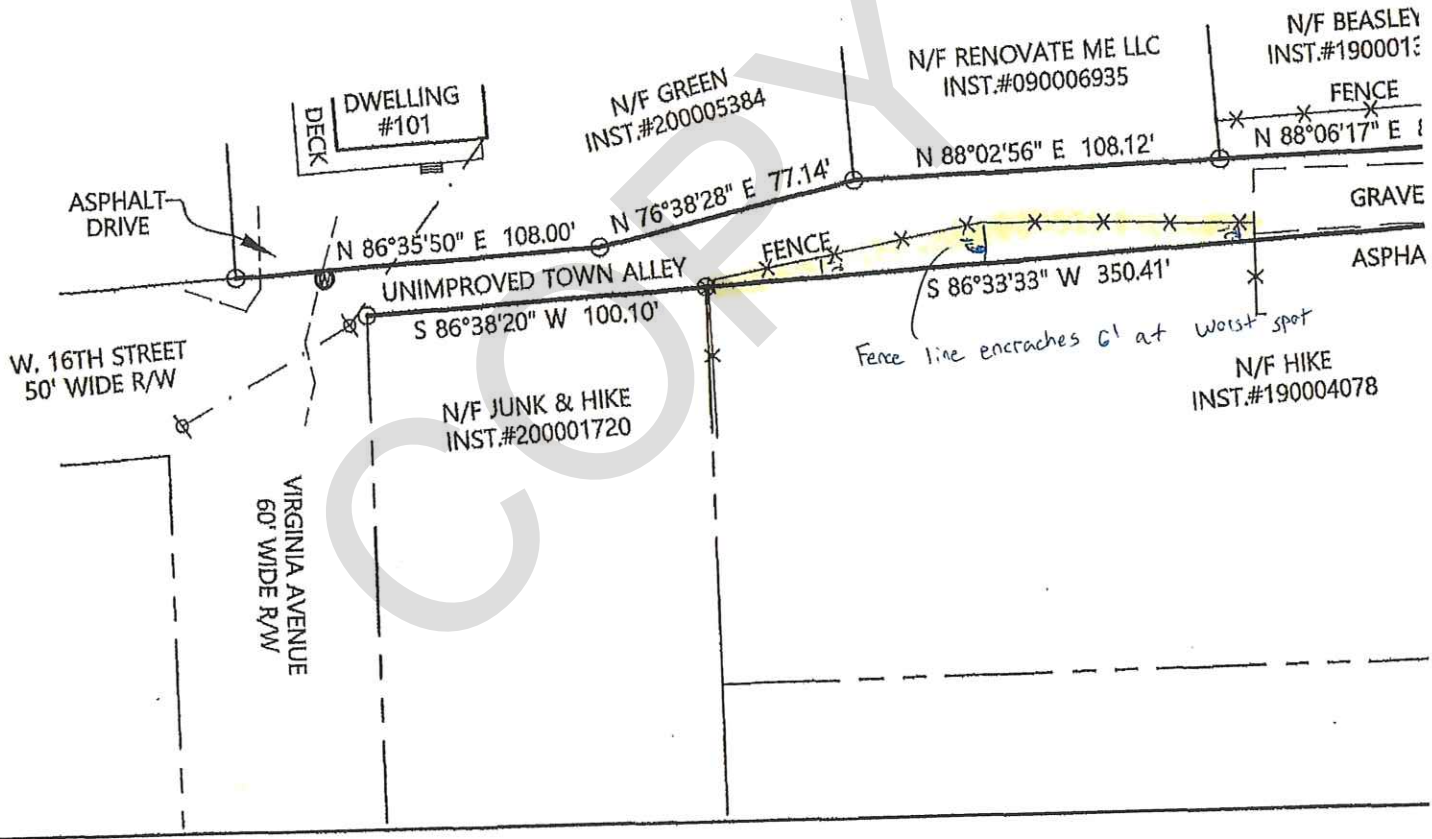 N/F BEASLEY
INST.#190001
N/F RENOVATE ME LLC
INST.#090006935
FENCE
N 88°06'17" E
N 88°02'56" E 108.12'
N/F GREEN
INST.#200005384
DWELLING
#101
DECK
N 76°38'28" E 77.14'
ASPHALT
DRIVE
N 86°35'50" E 108.00'
W
UNIMPROVED TOWN ALLEY
FENCE
GRAVE
ASPHA
S 86°33'33" W 350.41'
S 86°38'20" W 100.10'
Fence line encraches 6' at worst spot
W. 16TH STREET
50' WIDE R/W
N/F JUNK & HIKE
INST.#200001720
N/F HIKE
INST.#190004078
VIRGINIA AVENUE
60' WIDE R/W
COPY